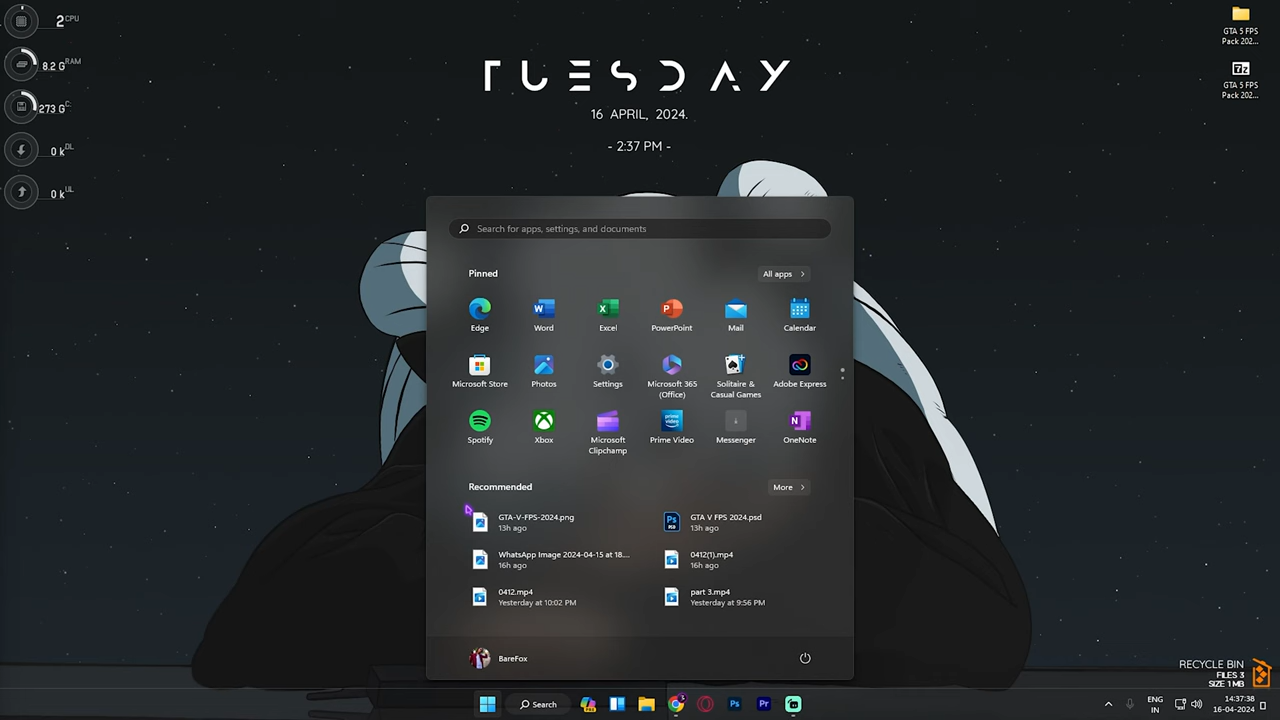 2 CPU
8.2 G RAM
273 G C:
0 k DL
0 k UL
TUESDAY
16 APRIL, 2024.
- 2:37 PM -
GTA 5 FPS
Pack 202...
7z
GTA 5 FPS
Pack 202...
Search for apps, settings, and documents
Pinned
All apps
Edge
Word
Excel
PowerPoint
Mail
Calendar
Microsoft Store
Photos
Settings
Microsoft 365
(Office)
Solitaire &
Casual Games
Adobe Express
Spotify
Xbox
Microsoft
Clipchamp
prime video
Prime Video
Messenger
OneNote
Recommended
More
GTA-V-FPS-2024.png
13h ago
GTA V FPS 2024.psd
13h ago
WhatsApp Image 2024-04-15 at 18....
16h ago
0412(1).mp4
16h ago
0412.mp4
Yesterday at 10:02 PM
part 3.mp4
Yesterday at 9:56 PM
BareFox
RECYCLE BIN
FILES 3
SIZE 1 MB
Search
Ps
Pr
ENG
IN
14:37:38
16-04-2024